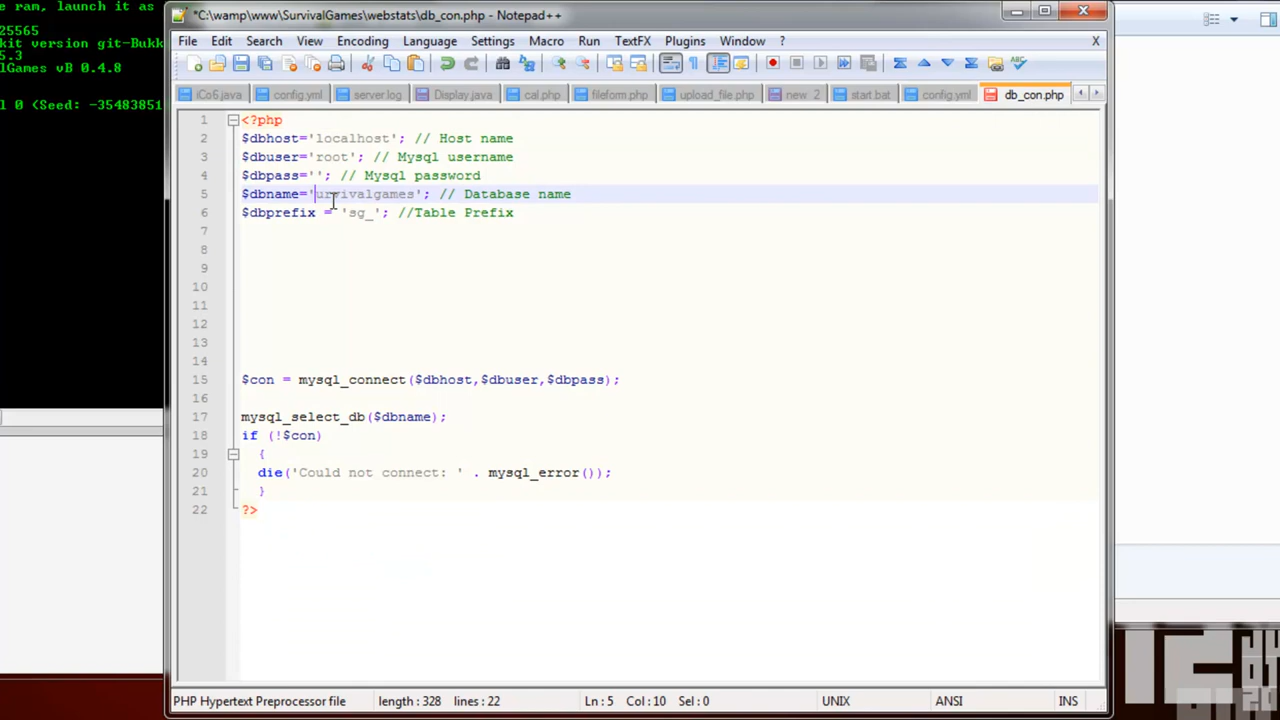 e ram, launch it as
25565
kit version git-Bukk
5.3
lGames vB 0.4.8
l 0 (Seed: -35483851
*C:\wamp\www\SurvivalGames\webstats\db_con.php - Notepad++
File Edit Search View Encoding Language Settings Macro Run TextFX Plugins Window ? X
iCo6.java config.yml server.log Display.java cal.php fileform.php upload_file.php new 2 start.bat config.yml db_con.php
1 <?php
2 $dbhost='localhost'; // Host name
3 $dbuser='root'; // Mysql username
4 $dbpass=''; // Mysql password
5 $dbname='urvivalgames'; // Database name
6 $dbprefix = 'sg_'; //Table Prefix
7
8
9
10
11
12
13
14
15 $con = mysql_connect($dbhost,$dbuser,$dbpass);
16
17 mysql_select_db($dbname);
18 if (!$con)
19 {
20 die('Could not connect: ' . mysql_error());
21 }
22 ?>
PHP Hypertext Preprocessor file length : 328 lines : 22 Ln : 5 Col : 10 Sel : 0 UNIX ANSI INS